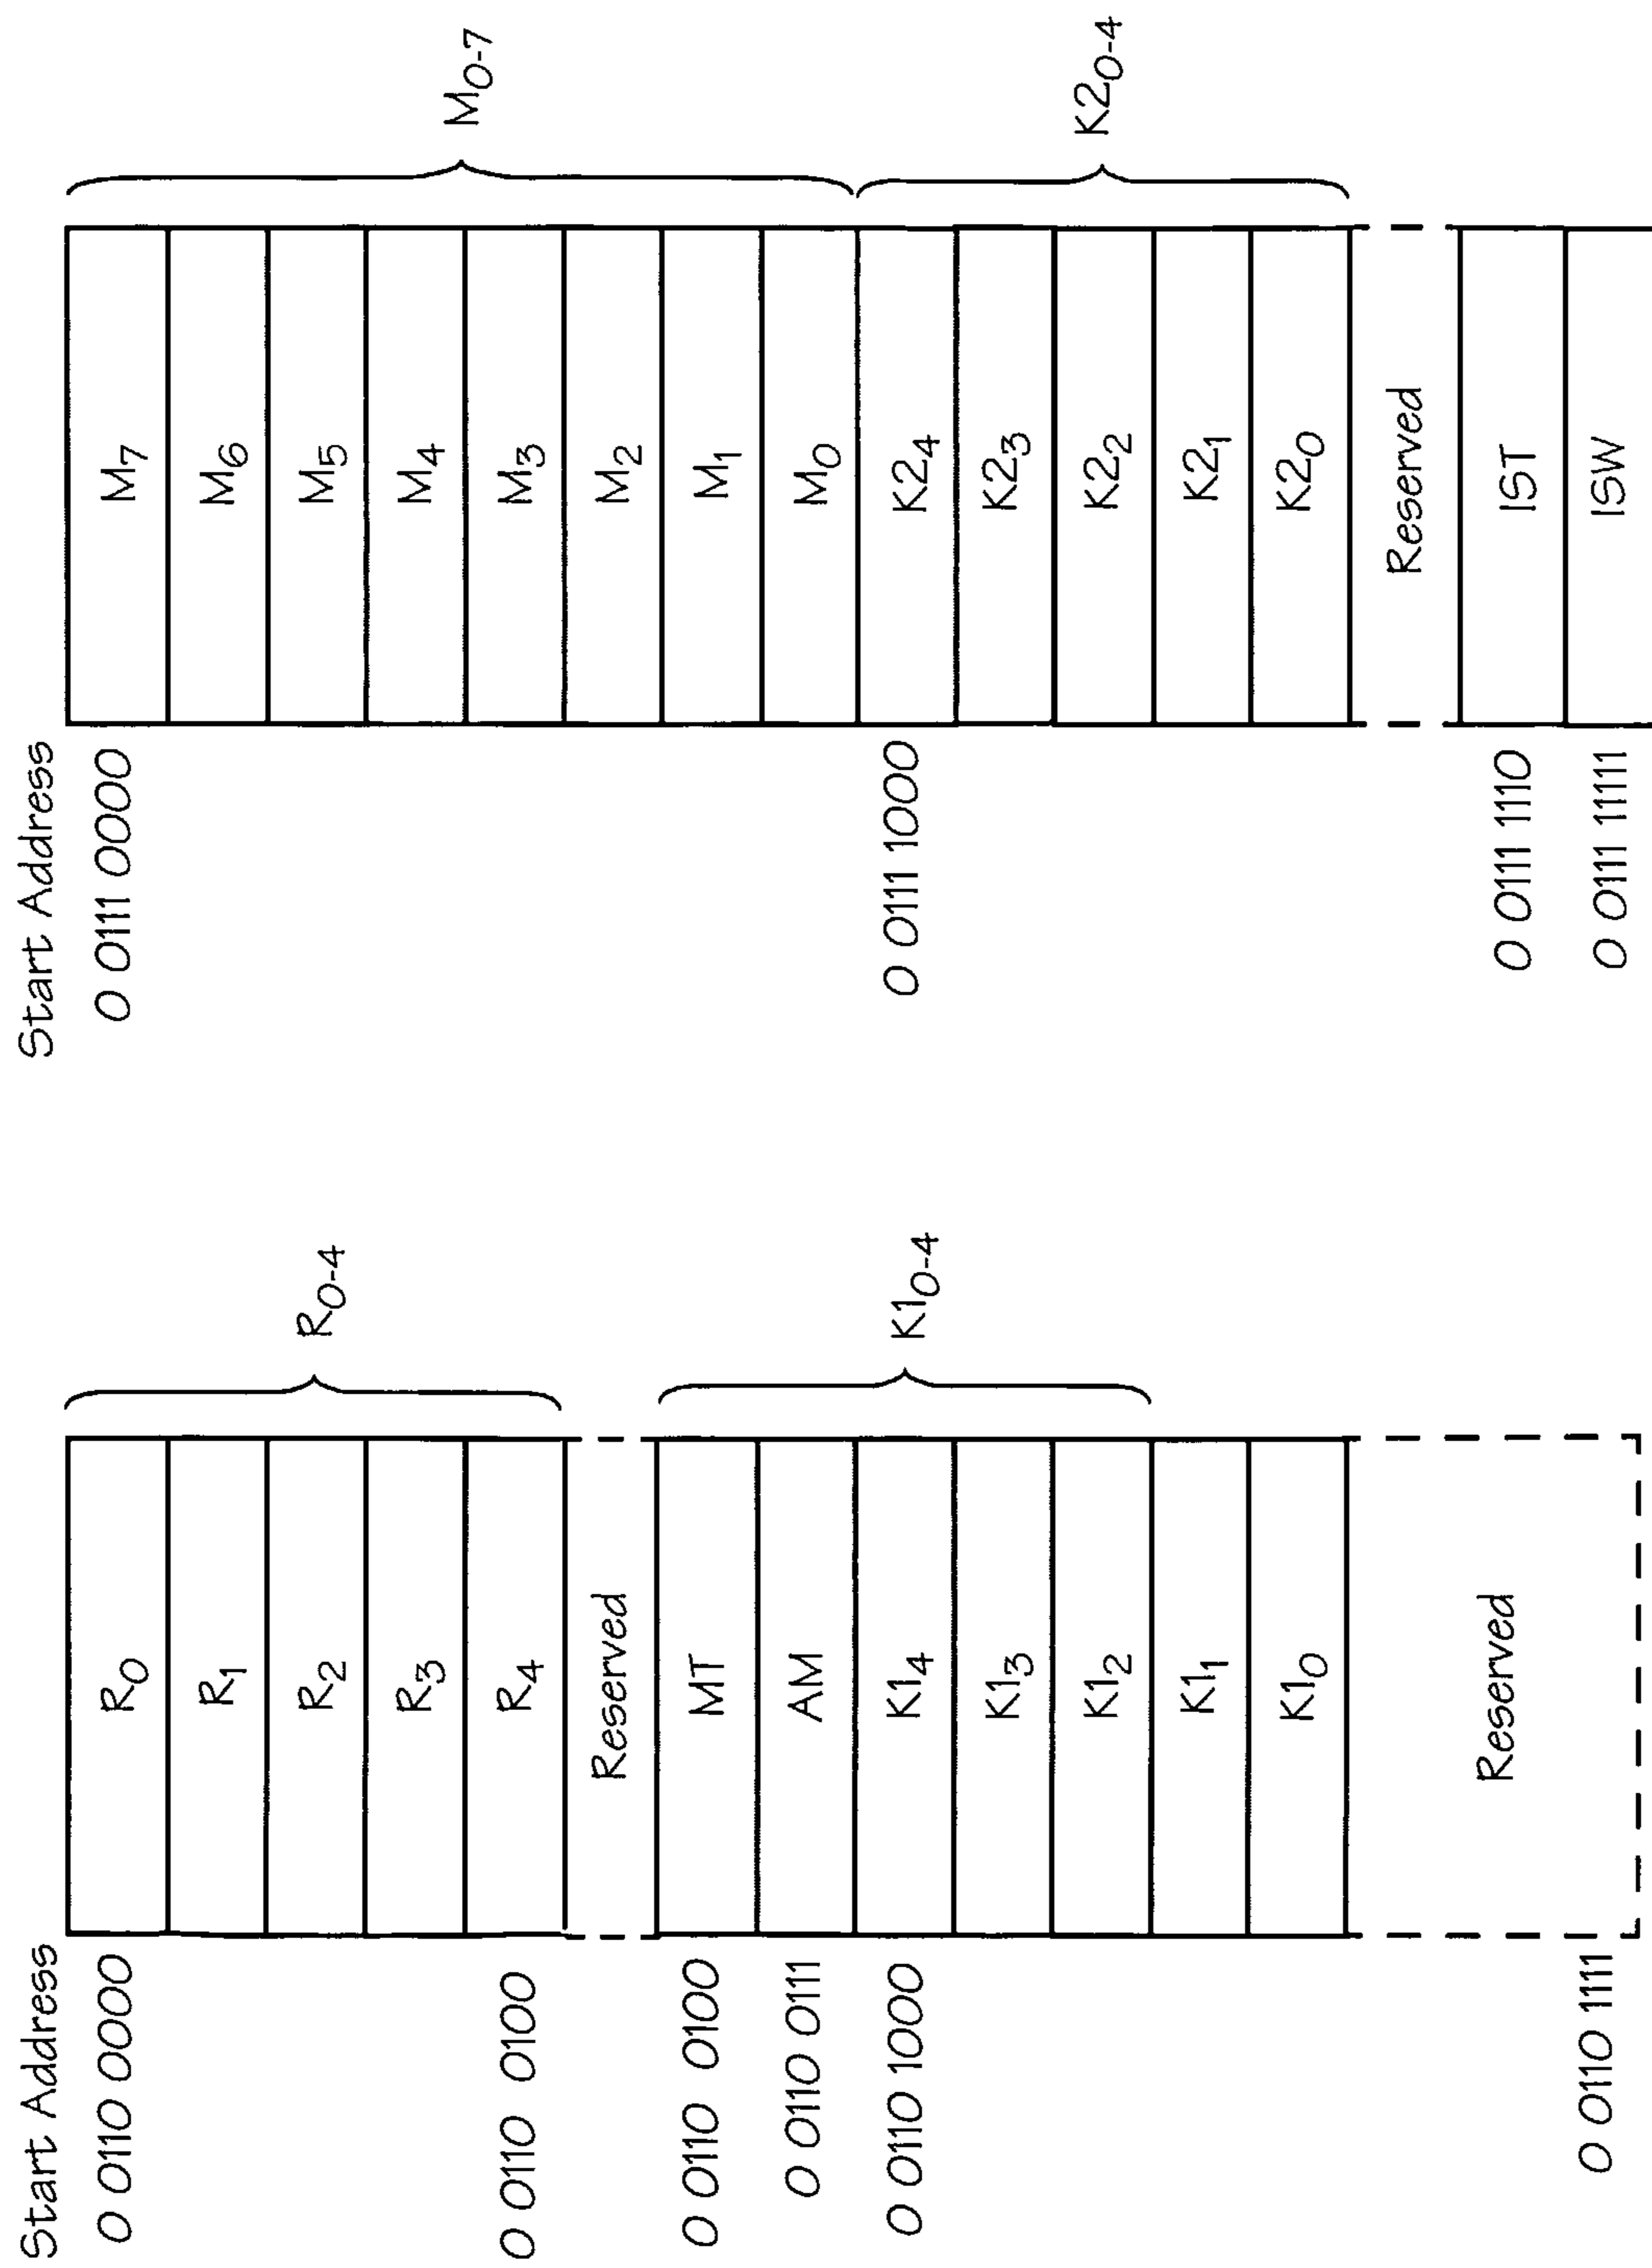 Start Address
0 0110 0000 R0
R1
R2
R3
0 0110 0100 R4
R0-4
Reserved
0 0110 0100 MT
0 0110 0111 AM
0 0110 1000 K14
K13
K12
K11
K10
K10-4
Reserved
0 0110 1111
Start Address
0 0111 0000 M7
M6
M5
M4
M3
M2
M1
M0
M0-7
0 0111 1000 K24
K23
K22
K21
K20
K20-4
Reserved
0 0111 1110 IST
0 0111 11111 ISW